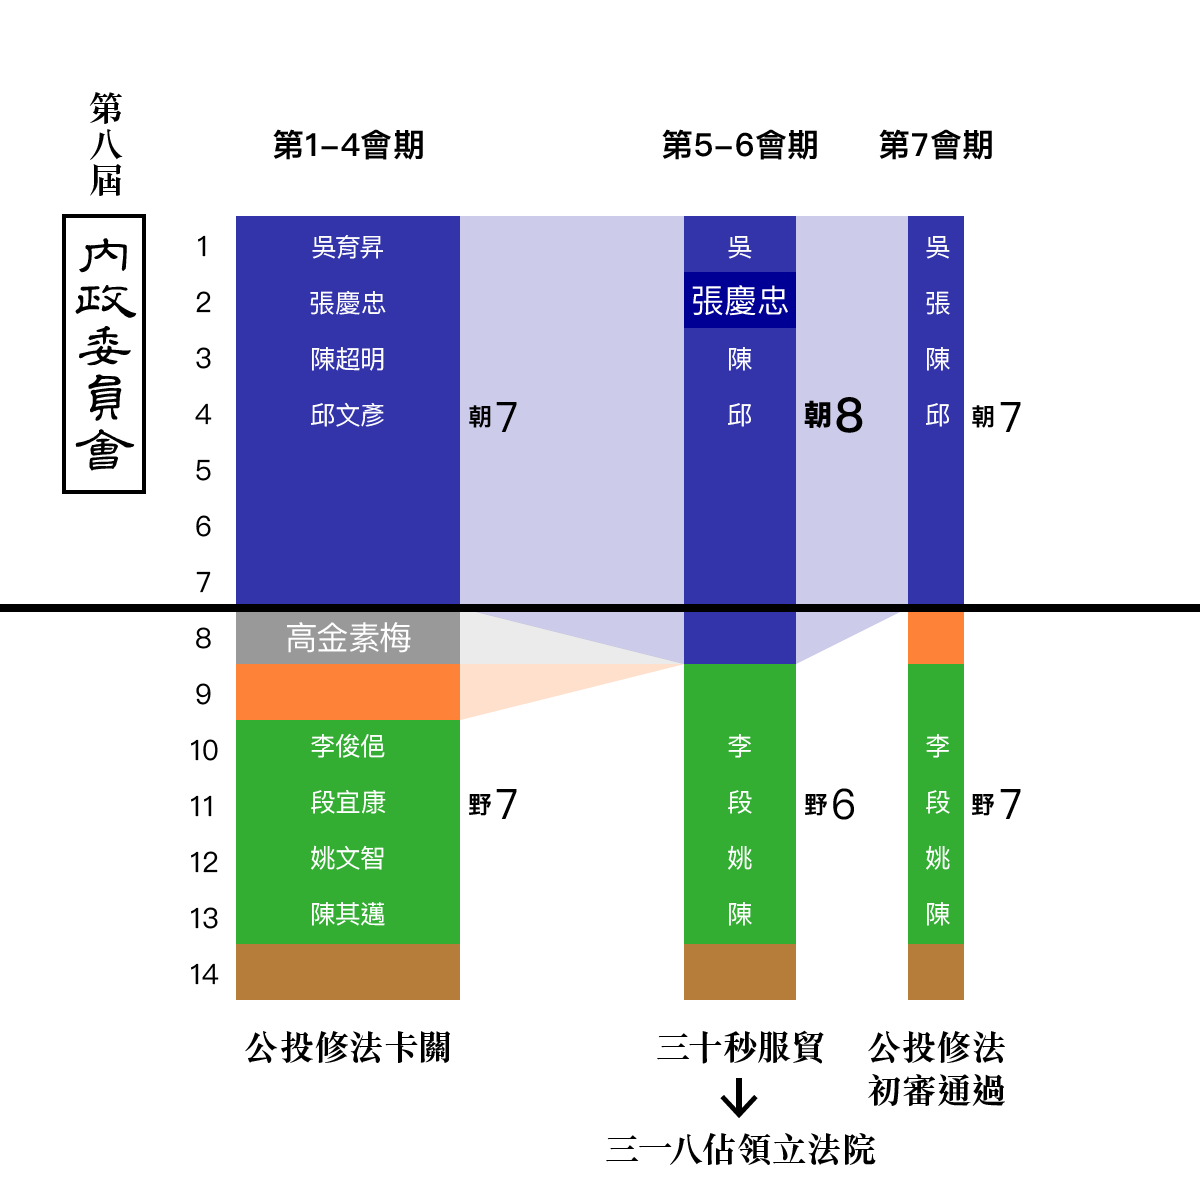 第八屆
內政委員會
第1–4會期
第5–6會期
第7會期
1
2
3
4
5
6
7
8
9
10
11
12
13
14
吳育昇
張慶忠
陳超明
邱文彥
朝7
高金素梅
李俊俋
段宜康
姚文智
陳其邁
野7
吳
張慶忠
陳
邱
朝8
李
段
姚
陳
野6
吳
張
陳
邱
朝7
李
段
姚
陳
野7
公投修法卡關
三十秒服貿
三一八佔領立法院
公投修法
初審通過